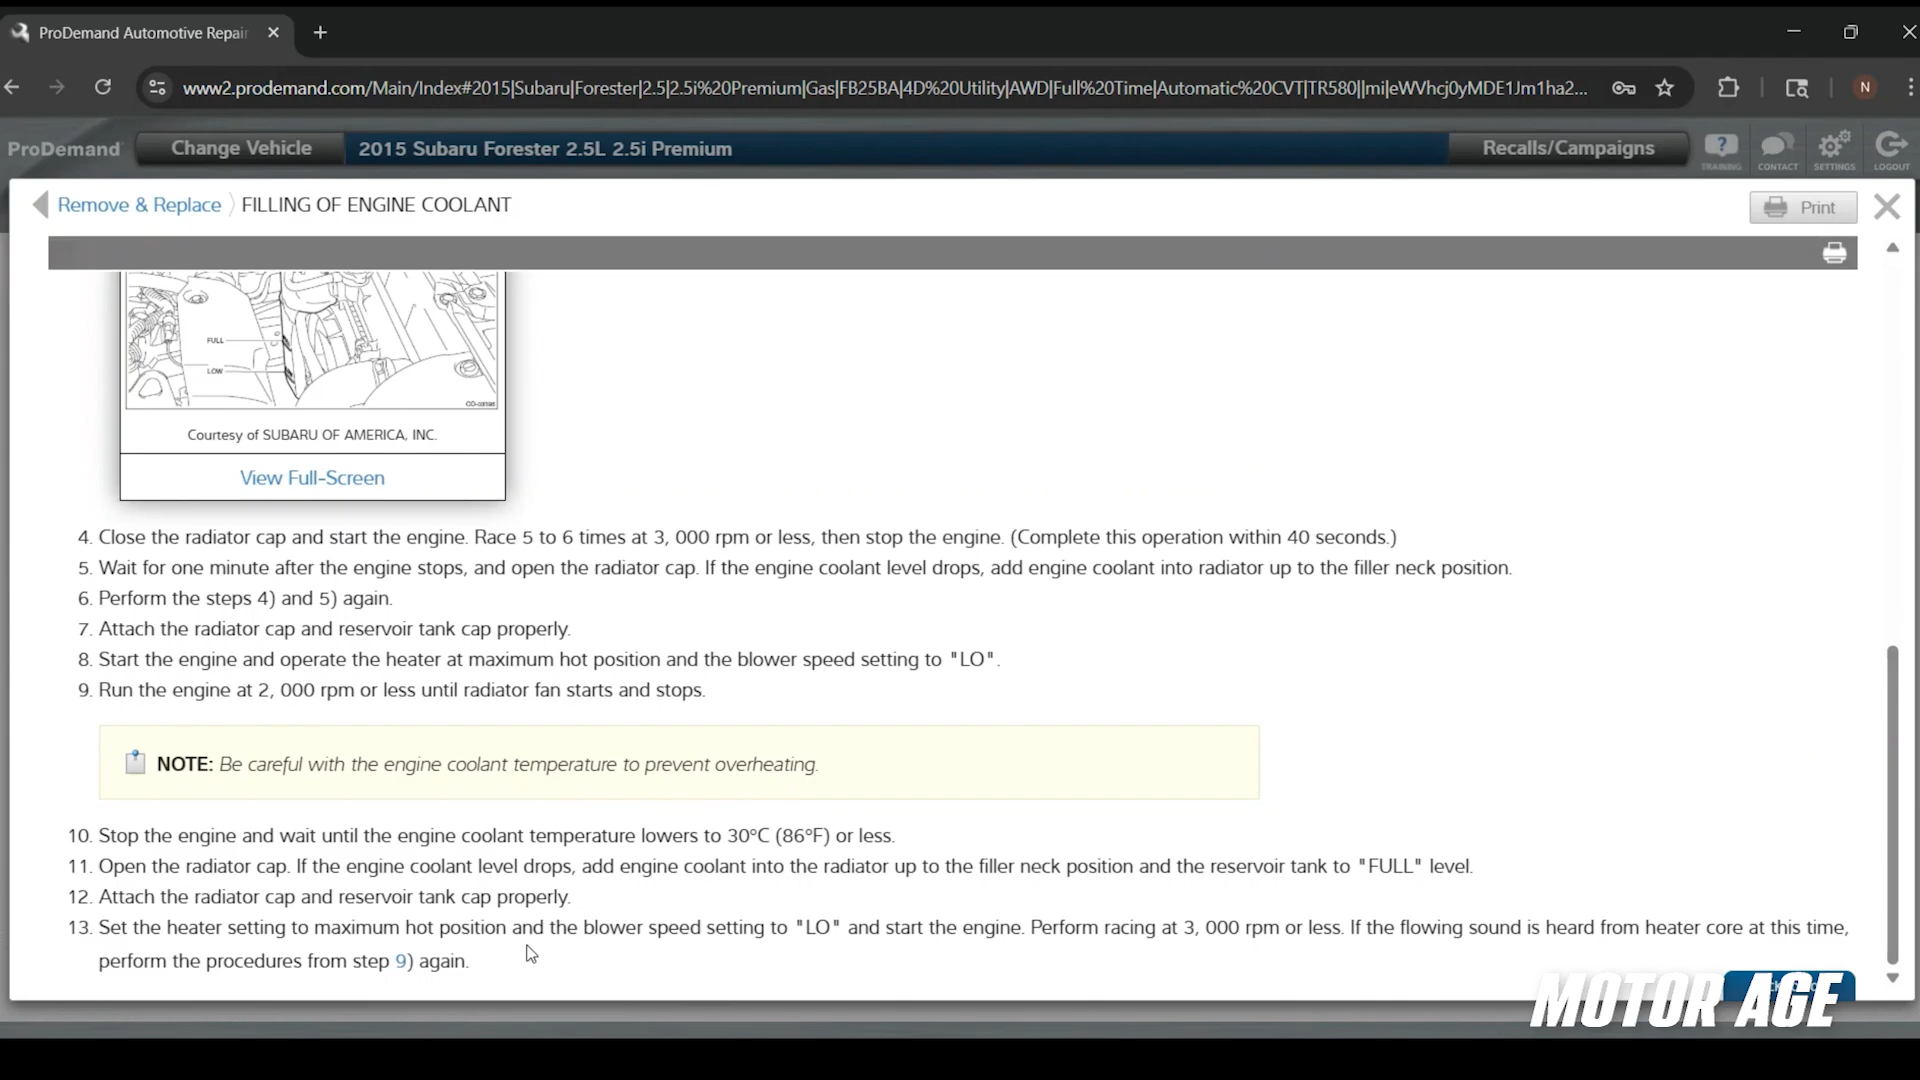 ProDemand Automotive Repair
www2.prodemand.com/Main/Index#2015|Subaru|Forester|2.5|2.5i%20Premium|Gas|FB25BA|4D%20Utility|AWD|Full%20Time|Automatic%20CVT|TR580||mi|eWVhcj0yMDE1Jm1ha2...
N
ProDemand
Change Vehicle
2015 Subaru Forester 2.5L 2.5i Premium
Recalls/Campaigns
TRAINING
CONTACT
SETTINGS
LOGOUT
Remove & Replace
FILLING OF ENGINE COOLANT
Print
FULL
LOW
Courtesy of SUBARU OF AMERICA, INC.
View Full-Screen
4. Close the radiator cap and start the engine. Race 5 to 6 times at 3, 000 rpm or less, then stop the engine. (Complete this operation within 40 seconds.)
5. Wait for one minute after the engine stops, and open the radiator cap. If the engine coolant level drops, add engine coolant into radiator up to the filler neck position.
6. Perform the steps 4) and 5) again.
7. Attach the radiator cap and reservoir tank cap properly.
8. Start the engine and operate the heater at maximum hot position and the blower speed setting to "LO".
9. Run the engine at 2, 000 rpm or less until radiator fan starts and stops.
NOTE: Be careful with the engine coolant temperature to prevent overheating.
10. Stop the engine and wait until the engine coolant temperature lowers to 30°C (86°F) or less.
11. Open the radiator cap. If the engine coolant level drops, add engine coolant into the radiator up to the filler neck position and the reservoir tank to "FULL" level.
12. Attach the radiator cap and reservoir tank cap properly.
13. Set the heater setting to maximum hot position and the blower speed setting to "LO" and start the engine. Perform racing at 3, 000 rpm or less. If the flowing sound is heard from heater core at this time,
perform the procedures from step 9) again.
MOTOR AGE